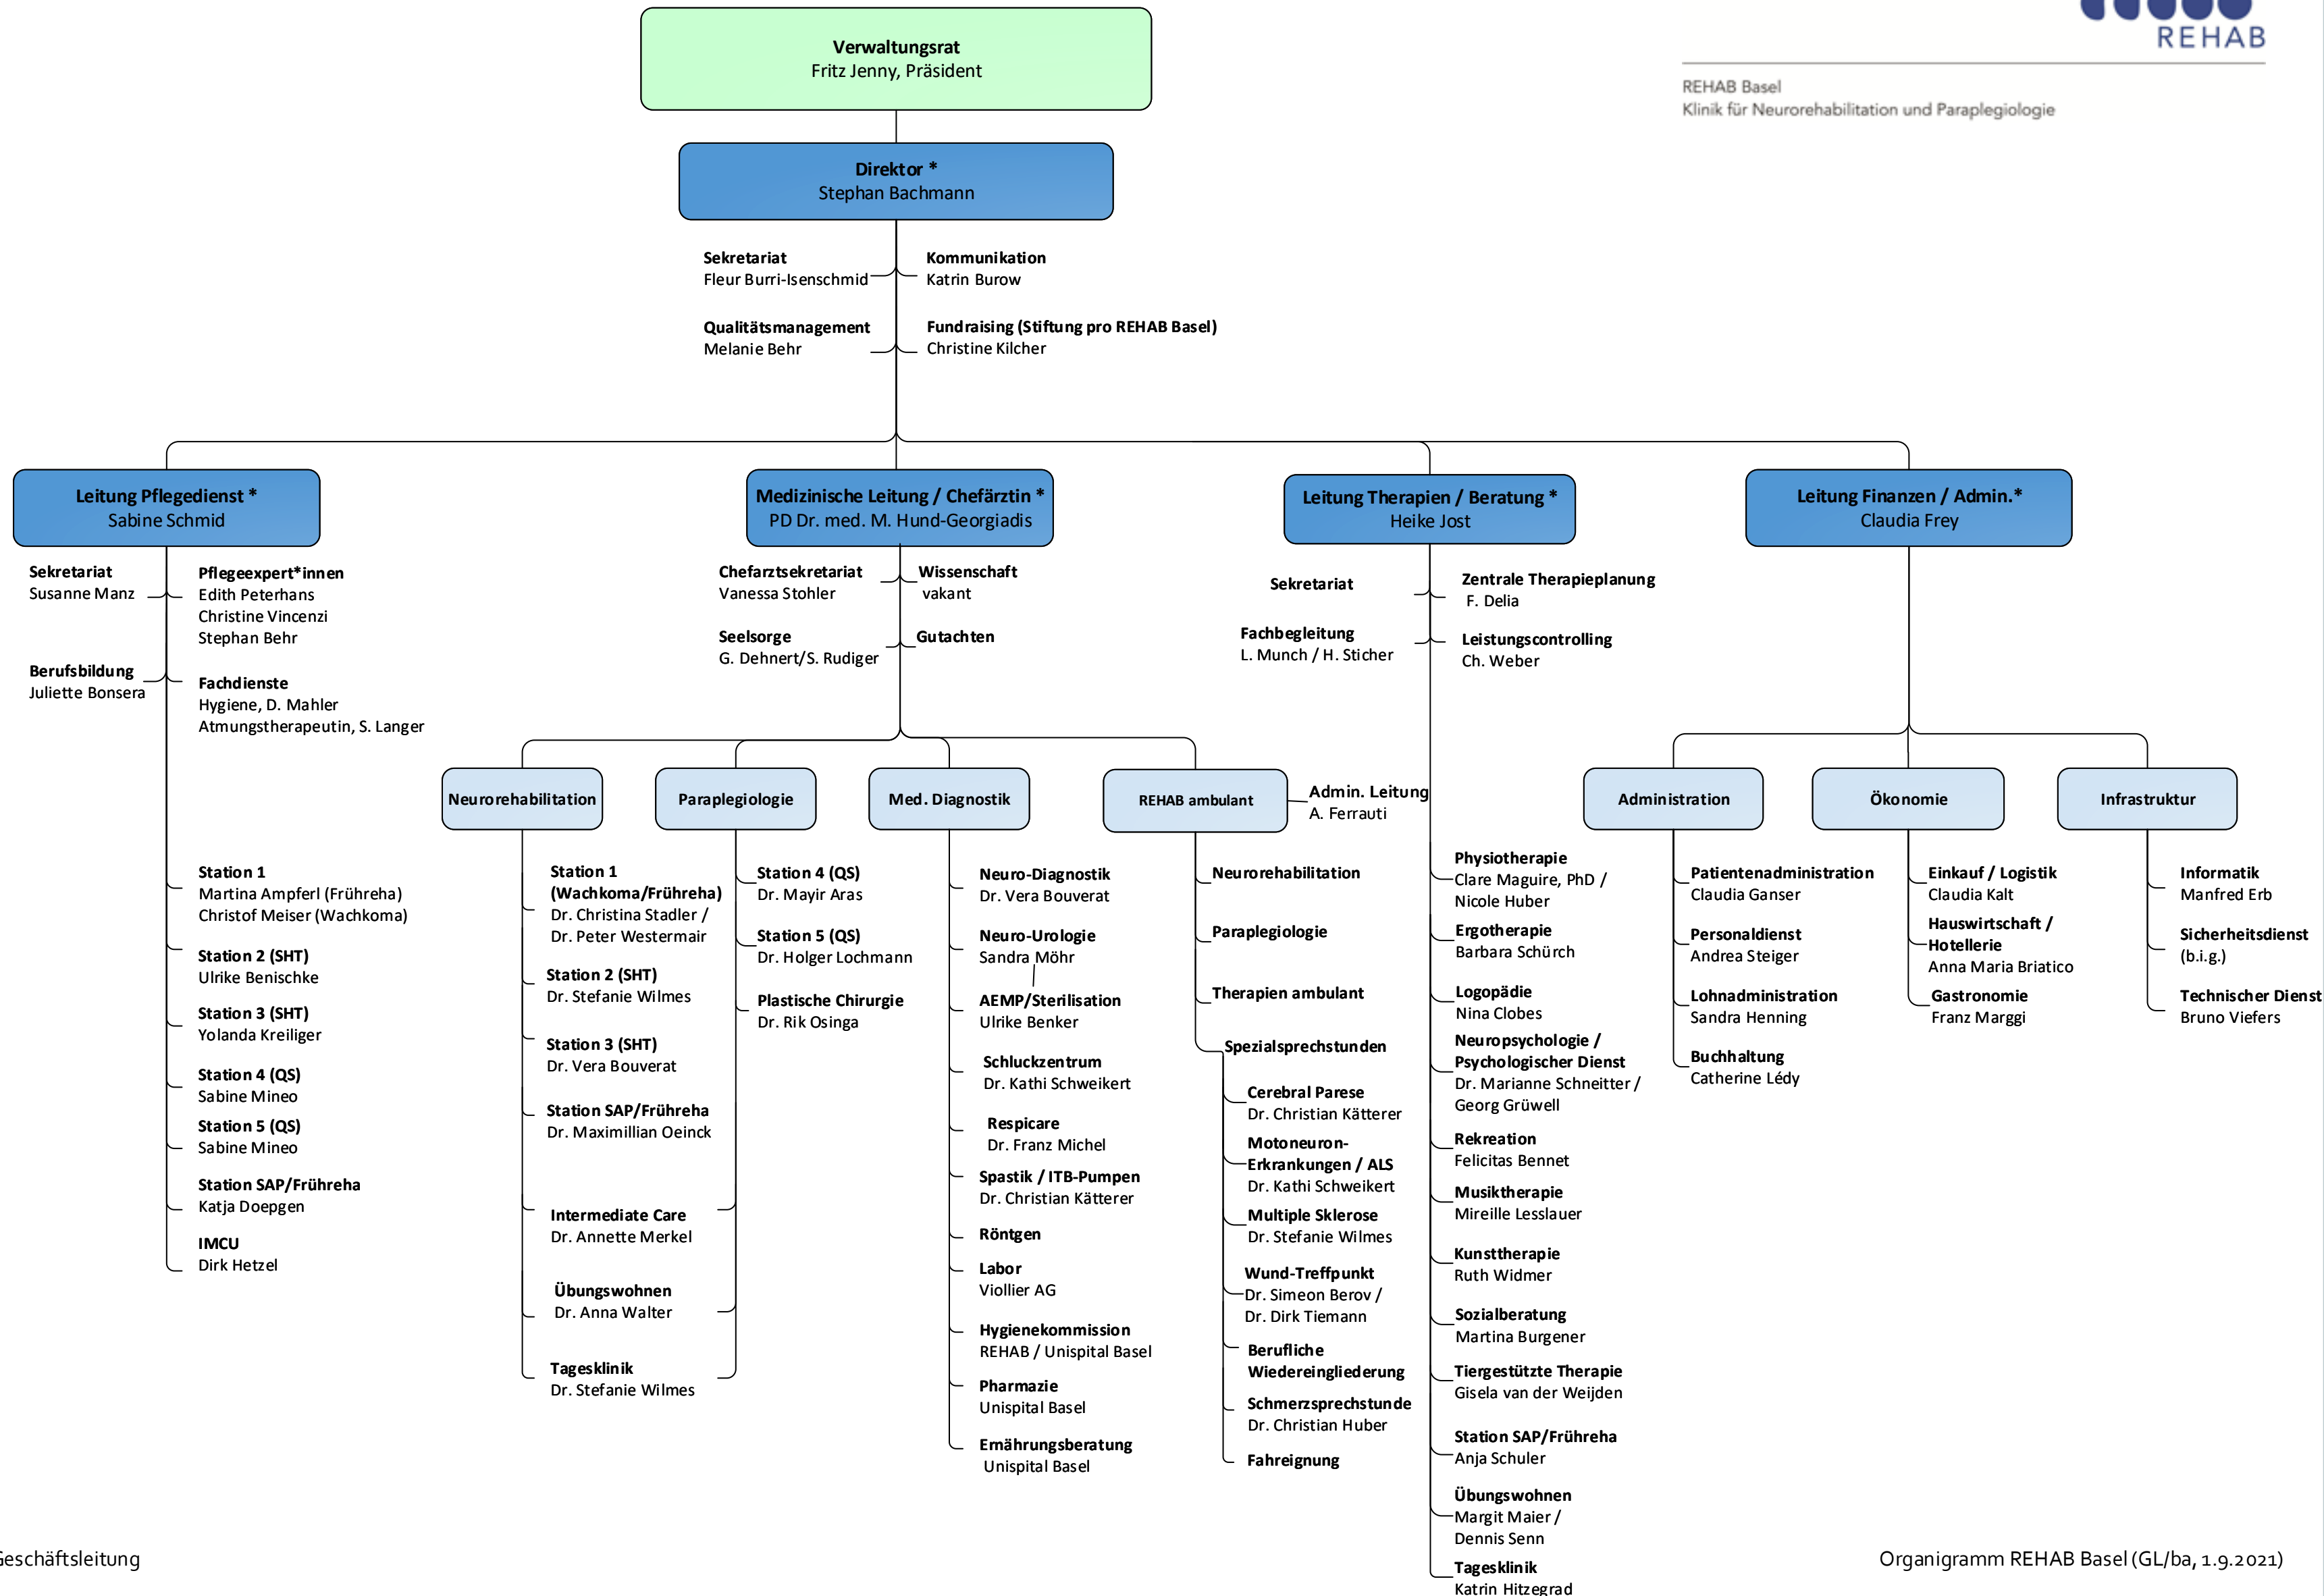 REHAB
REHAB Basel
Klinik für Neurorehabilitation und Paraplegiologie
Verwaltungsrat
Fritz Jenny, Präsident
Direktor *
Stephan Bachmann
Sekretariat
Fleur Burri-Isenschmid
Kommunikation
Katrin Burow
Qualitätsmanagement
Melanie Behr
Fundraising (Stiftung pro REHAB Basel)
Christine Kilcher
Leitung Pflegedienst *
Sabine Schmid
Sekretariat
Susanne Manz
Pflegeexpert*innen
Edith Peterhans
Christine Vincenzi
Stephan Behr
Berufsbildung
Juliette Bonsera
Fachdienste
Hygiene, D. Mahler
Atmungstherapeutin, S. Langer
Station 1
Martina Ampferl (Frühreha)
Christof Meiser (Wachkoma)
Station 2 (SHT)
Ulrike Benischke
Station 3 (SHT)
Yolanda Kreiliger
Station 4 (QS)
Sabine Mineo
Station 5 (QS)
Sabine Mineo
Station SAP/Frühreha
Katja Doepgen
IMCU
Dirk Hetzel
Medizinische Leitung / Chefärztin *
PD Dr. med. M. Hund-Georgiadis
Chefarztsekretariat
Vanessa Stohler
Wissenschaft
vakant
Seelsorge
G. Dehnert/S. Rudiger
Gutachten
Neurorehabilitation
Station 1
(Wachkoma/Frühreha)
Dr. Christina Stadler /
Dr. Peter Westermair
Station 2 (SHT)
Dr. Stefanie Wilmes
Station 3 (SHT)
Dr. Vera Bouverat
Station SAP/Frühreha
Dr. Maximillian Oeinck
Intermediate Care
Dr. Annette Merkel
Übungswohnen
Dr. Anna Walter
Tagesklinik
Dr. Stefanie Wilmes
Paraplegiologie
Station 4 (QS)
Dr. Mayir Aras
Station 5 (QS)
Dr. Holger Lochmann
Plastische Chirurgie
Dr. Rik Osinga
Med. Diagnostik
Neuro-Diagnostik
Dr. Vera Bouverat
Neuro-Urologie
Sandra Möhr
AEMP/Sterilisation
Ulrike Benker
Schluckzentrum
Dr. Kathi Schweikert
Respicare
Dr. Franz Michel
Spastik / ITB-Pumpen
Dr. Christian Kätterer
Röntgen
Labor
Viollier AG
Hygienekommission
REHAB / Unispital Basel
Pharmazie
Unispital Basel
Ernährungsberatung
Unispital Basel
REHAB ambulant
Admin. Leitung
A. Ferrauti
Neurorehabilitation
Paraplegiologie
Therapien ambulant
Spezialsprechstunden
Cerebral Parese
Dr. Christian Kätterer
Motoneuron-
Erkrankungen / ALS
Dr. Kathi Schweikert
Multiple Sklerose
Dr. Stefanie Wilmes
Wund-Treffpunkt
Dr. Simeon Berov /
Dr. Dirk Tiemann
Berufliche
Wiedereingliederung
Schmerzsprechstunde
Dr. Christian Huber
Fahreignung
Leitung Therapien / Beratung *
Heike Jost
Sekretariat
Zentrale Therapieplanung
F. Delia
Fachbegleitung
L. Munch / H. Sticher
Leistungscontrolling
Ch. Weber
Physiotherapie
Clare Maguire, PhD /
Nicole Huber
Ergotherapie
Barbara Schürch
Logopädie
Nina Clobes
Neuropsychologie /
Psychologischer Dienst
Dr. Marianne Schneitter /
Georg Grüwell
Rekreation
Felicitas Bennet
Musiktherapie
Mireille Lesslauer
Kunsttherapie
Ruth Widmer
Sozialberatung
Martina Burgener
Tiergestützte Therapie
Gisela van der Weijden
Station SAP/Frühreha
Anja Schuler
Übungswohnen
Margit Maier /
Dennis Senn
Tagesklinik
Katrin Hitzegrad
Leitung Finanzen / Admin.*
Claudia Frey
Administration
Patientenadministration
Claudia Ganser
Personaldienst
Andrea Steiger
Lohnadministration
Sandra Henning
Buchhaltung
Catherine Lédy
Ökonomie
Einkauf / Logistik
Claudia Kalt
Hauswirtschaft /
Hotellerie
Anna Maria Briatico
Gastronomie
Franz Marggi
Infrastruktur
Informatik
Manfred Erb
Sicherheitsdienst
(b.i.g.)
Technischer Dienst
Bruno Viefers
Geschäftsleitung
Organigramm REHAB Basel (GL/ba, 1.9.2021)